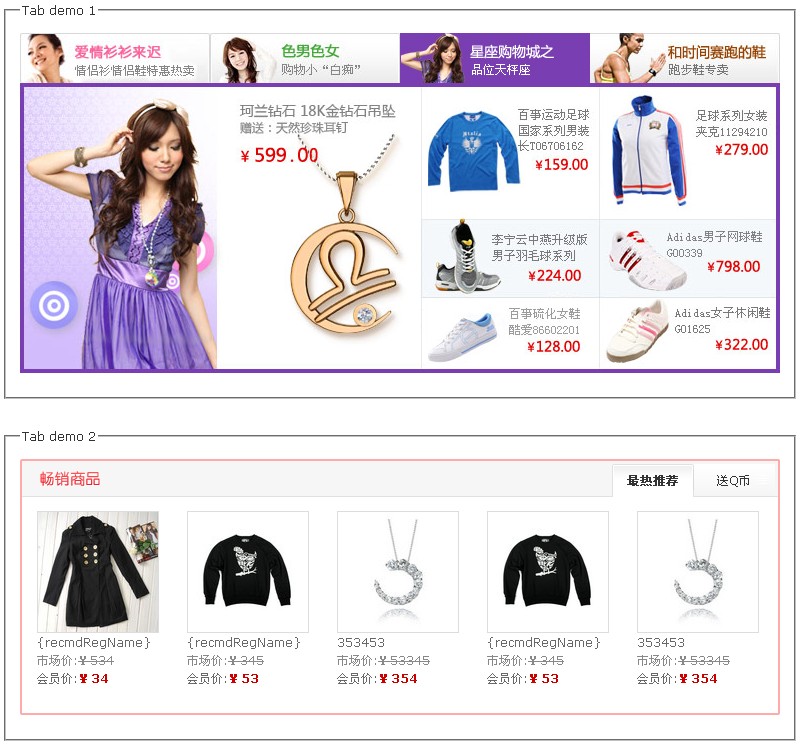 Tab demo 1
爱情衫衫来迟
情侣衫情侣鞋特惠热卖
色男色女
购物小“白痴”
星座购物城之
品位天秤座
和时间赛跑的鞋
跑步鞋专卖
珂兰钻石 18K金钻石吊坠
赠送：天然珍珠耳钉
¥ 599.00
百事运动足球
国家系列男装
长T06706162
¥159.00
足球系列女装
夹克11294210
¥279.00
李宁云中燕升级版
男子羽毛球系列
¥224.00
Adidas男子网球鞋
G00339
¥798.00
百事硫化女鞋
酷爱86602201
¥128.00
Adidas女子休闲鞋
G01625
¥322.00
Tab demo 2
畅销商品
最热推荐
送Q币
{recmdRegName}
市场价:¥ 534
会员价:¥ 34
{recmdRegName}
市场价:¥ 345
会员价:¥ 53
353453
市场价:¥ 53345
会员价:¥ 354
{recmdRegName}
市场价:¥ 345
会员价:¥ 53
353453
市场价:¥ 53345
会员价:¥ 354